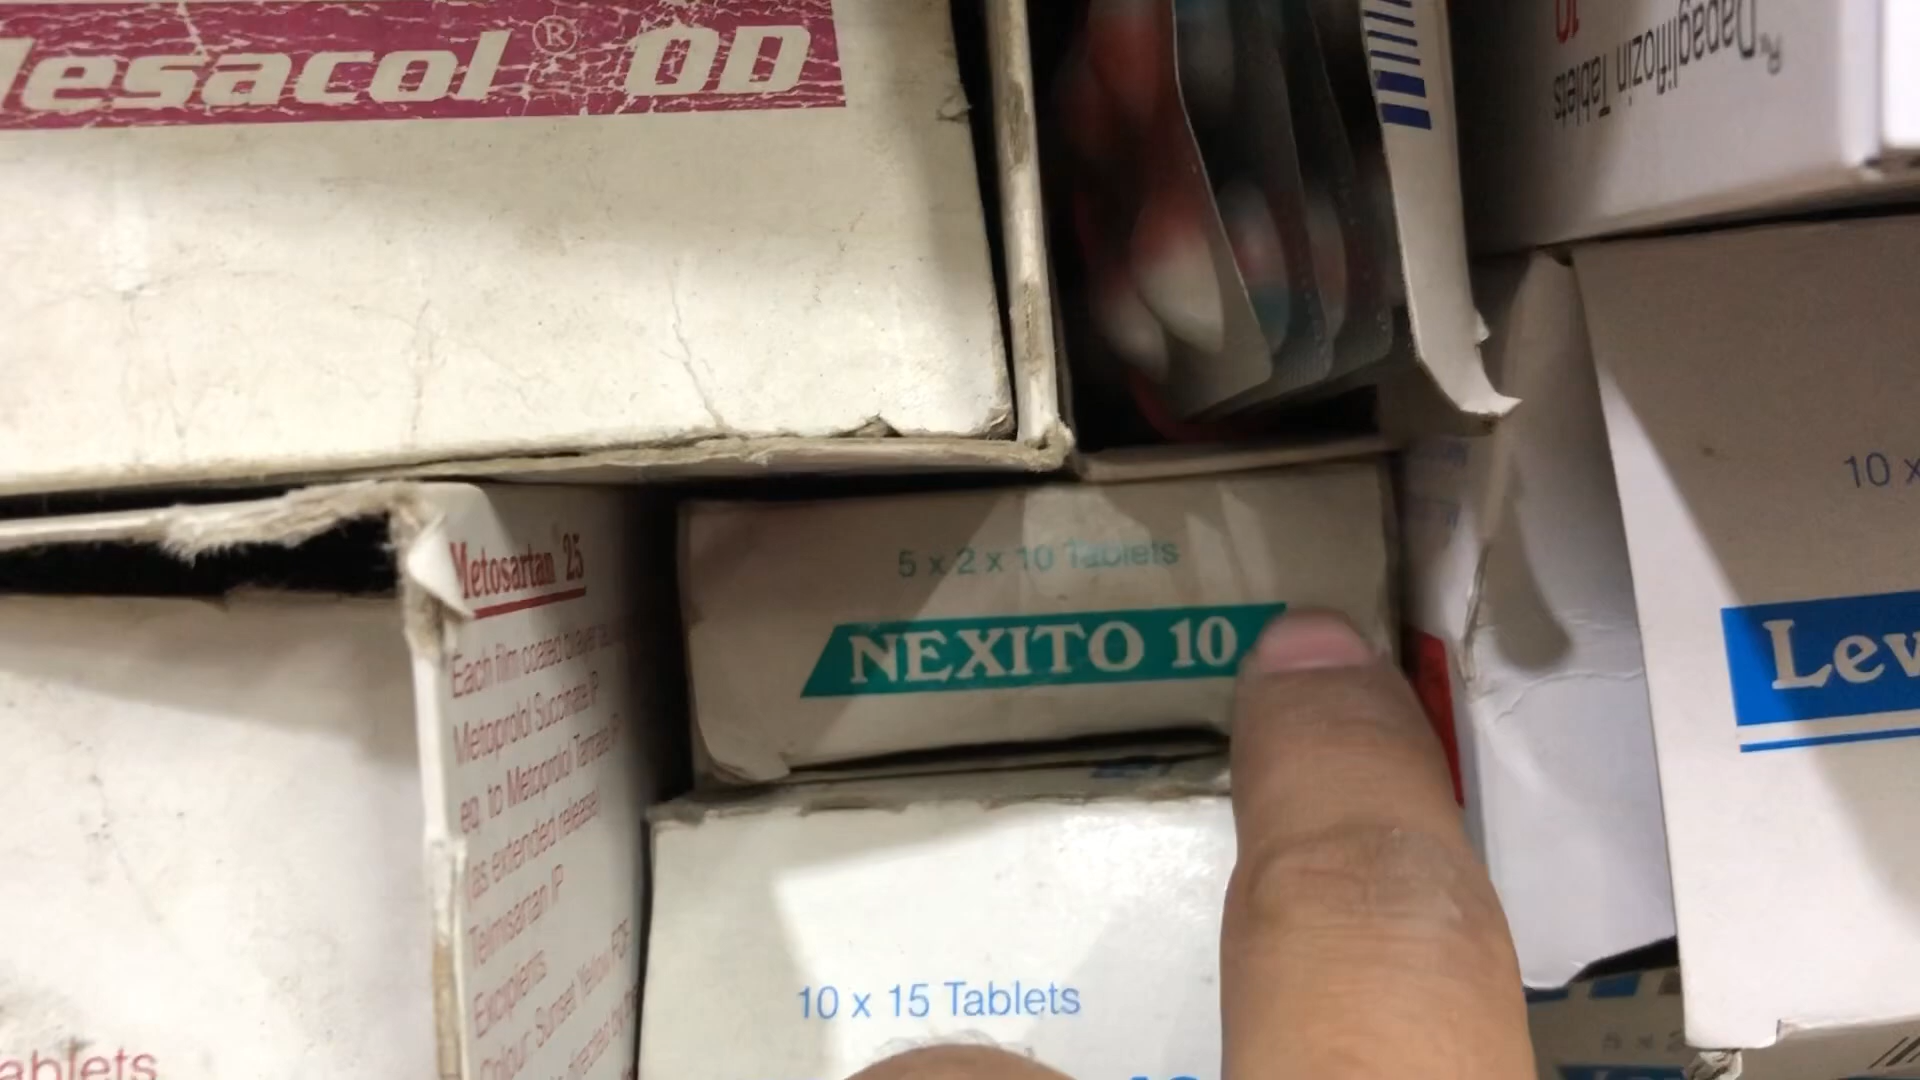 esacol® OD
Dapagliflozin Tablets
10
Metosartan 25
Each film coated
Metoprolol Succinate IP
eq. to Metoprolol Tartrate IP
(as extended release)
Telmisartan IP
Excipients
Colour: Sunset Yellow FCF
5 x 2 x 10 Tablets
NEXITO 10
10 x
Lev
10 x 15 Tablets
ablets